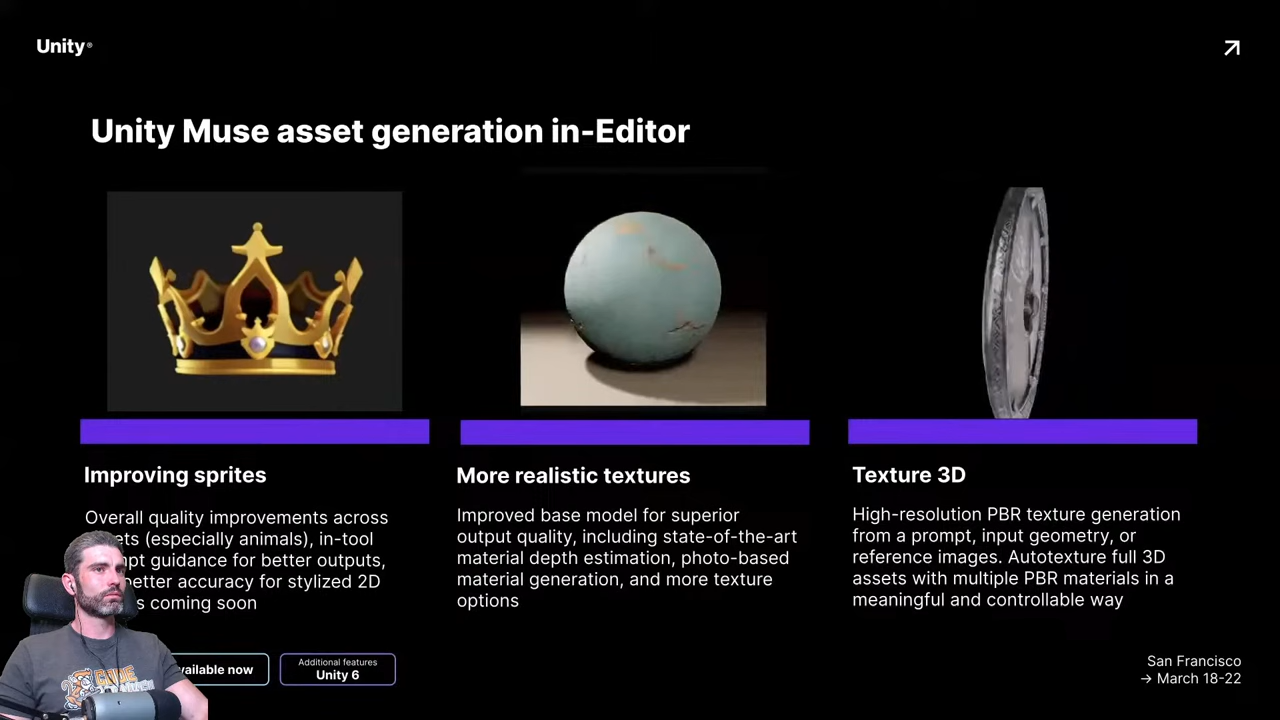 Unity®
Unity Muse asset generation in-Editor
Improving sprites
Overall quality improvements across
(especially animals), in-tool
guidance for better outputs,
better accuracy for stylized 2D
coming soon
More realistic textures
Improved base model for superior
output quality, including state-of-the-art
material depth estimation, photo-based
material generation, and more texture
options
Texture 3D
High-resolution PBR texture generation
from a prompt, input geometry, or
reference images. Autotexture full 3D
assets with multiple PBR materials in a
meaningful and controllable way
now
Additional features
Unity 6
San Francisco
→ March 18-22
CODE